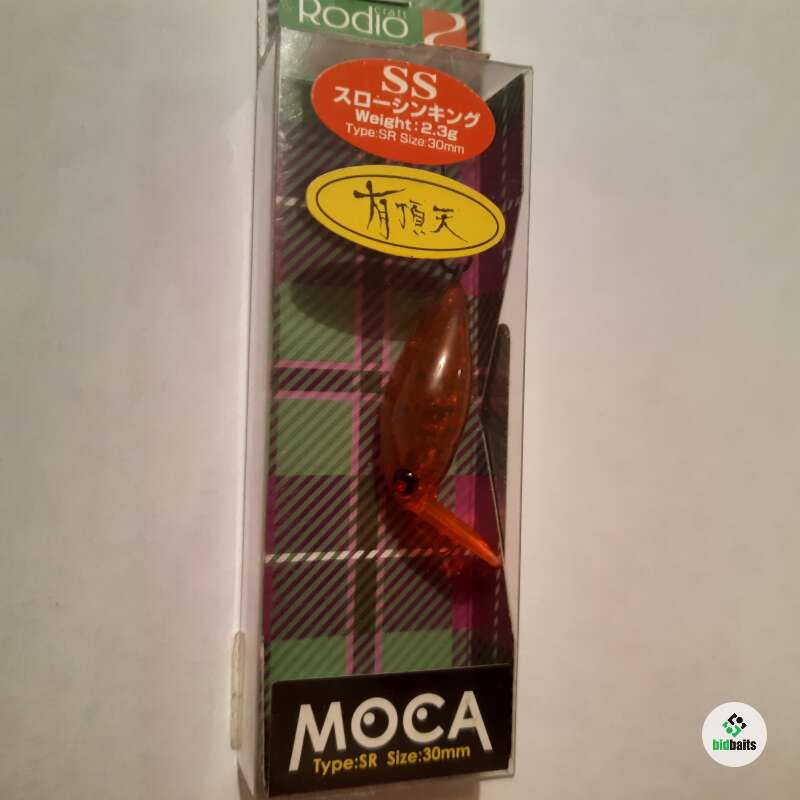 craft
Rodio
SS
スローシンキング
Weight:2.3g
Type:SR Size:30mm
有頂天
MOCA
Type:SR Size:30mm
bidbaits